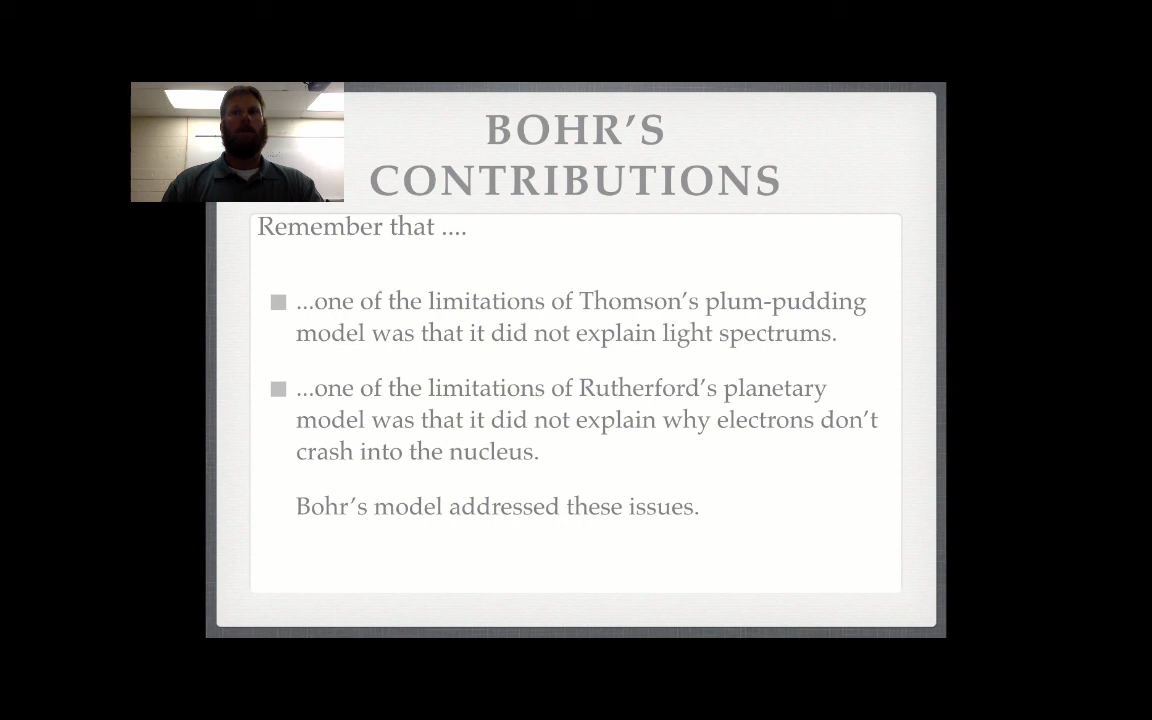 BOHR’S
CONTRIBUTIONS
Remember that ....
...one of the limitations of Thomson’s plum-pudding
model was that it did not explain light spectrums.
...one of the limitations of Rutherford’s planetary
model was that it did not explain why electrons don’t
crash into the nucleus.
Bohr’s model addressed these issues.